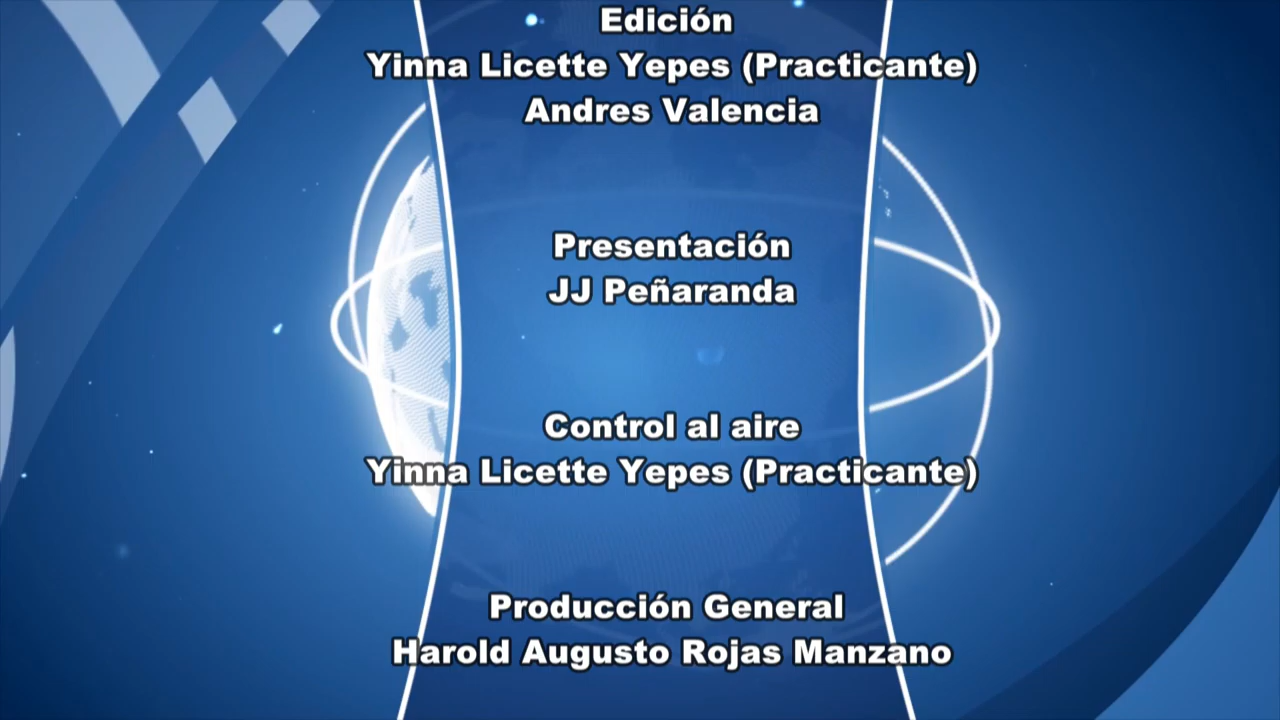 Edición
Yinna Licette Yepes (Practicante)
Andres Valencia
Presentación
JJ Peñaranda
Control al aire
Yinna Licette Yepes (Practicante)
Producción General
Harold Augusto Rojas Manzano